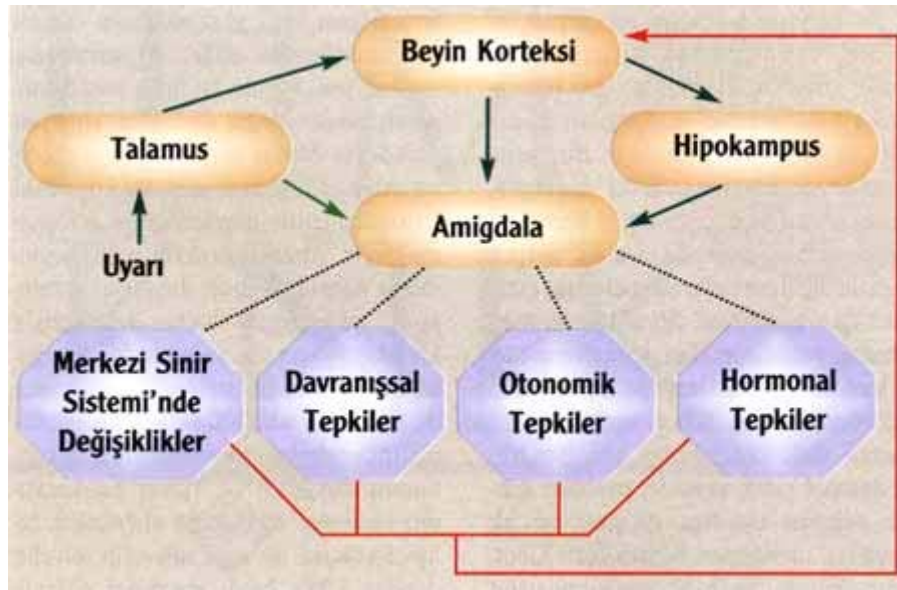 Beyin Korteksi
Talamus
Hipokampus
Amigdala
Uyarı
Merkezi Sinir
Sistemi'nde
Değişiklikler
Davranışsal
Tepkiler
Otonomik
Tepkiler
Hormonal
Tepkiler